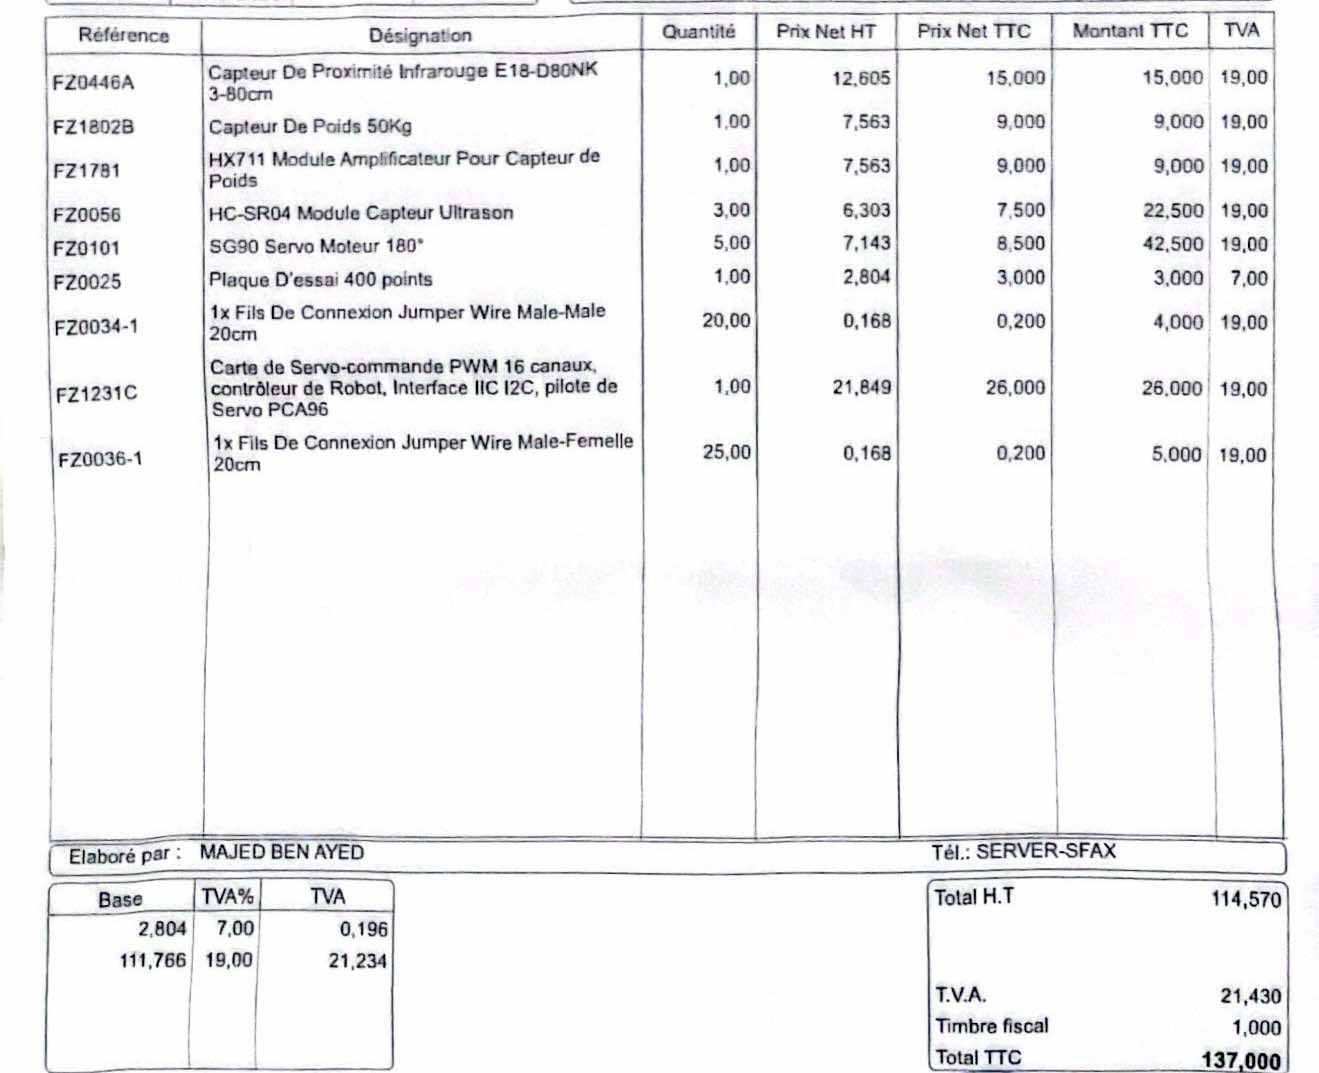 Référence Désignation Quantité Prix Net HT Prix Net TTC Montant TTC TVA
FZ0446A Capteur De Proximité Infrarouge E18-D80NK 1,00 12,605 15,000 15,000 19,00
3-80cm
FZ1802B Capteur De Poids 50Kg 1,00 7,563 9,000 9,000 19,00
FZ1781 HX711 Module Amplificateur Pour Capteur de 1,00 7,563 9,000 9,000 19,00
Poids
FZ0056 HC-SR04 Module Capteur Ultrason 3,00 6,303 7,500 22,500 19,00
FZ0101 SG90 Servo Moteur 180° 5,00 7,143 8,500 42,500 19,00
FZ0025 Plaque D'essai 400 points 1,00 2,804 3,000 3,000 7,00
FZ0034-1 1x Fils De Connexion Jumper Wire Male-Male 20,00 0,168 0,200 4,000 19,00
20cm
Carte de Servo-commande PWM 16 canaux,
FZ1231C contrôleur de Robot, Interface IIC I2C, pilote de 1,00 21,849 26,000 26,000 19,00
Servo PCA96
FZ0036-1 1x Fils De Connexion Jumper Wire Male-Femelle 25,00 0,168 0,200 5,000 19,00
20cm
Elaboré par : MAJED BEN AYED Tél.: SERVER-SFAX
Base TVA% TVA
2,804 7,00 0,196
111,766 19,00 21,234
Total H.T 114,570
T.V.A. 21,430
Timbre fiscal 1,000
Total TTC 137,000